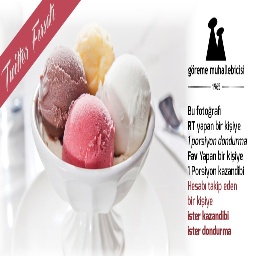 Twitter Fırsatı
göreme muhallebicisi
1965
Bu fotoğrafı
RT yapan bir kişiye
1 porsiyon dondurma
Fav Yapan bir kişiye
1 Porsiyon kazandibi
Hesabı takip eden
bir kişiye
ister kazandibi
ister dondurma